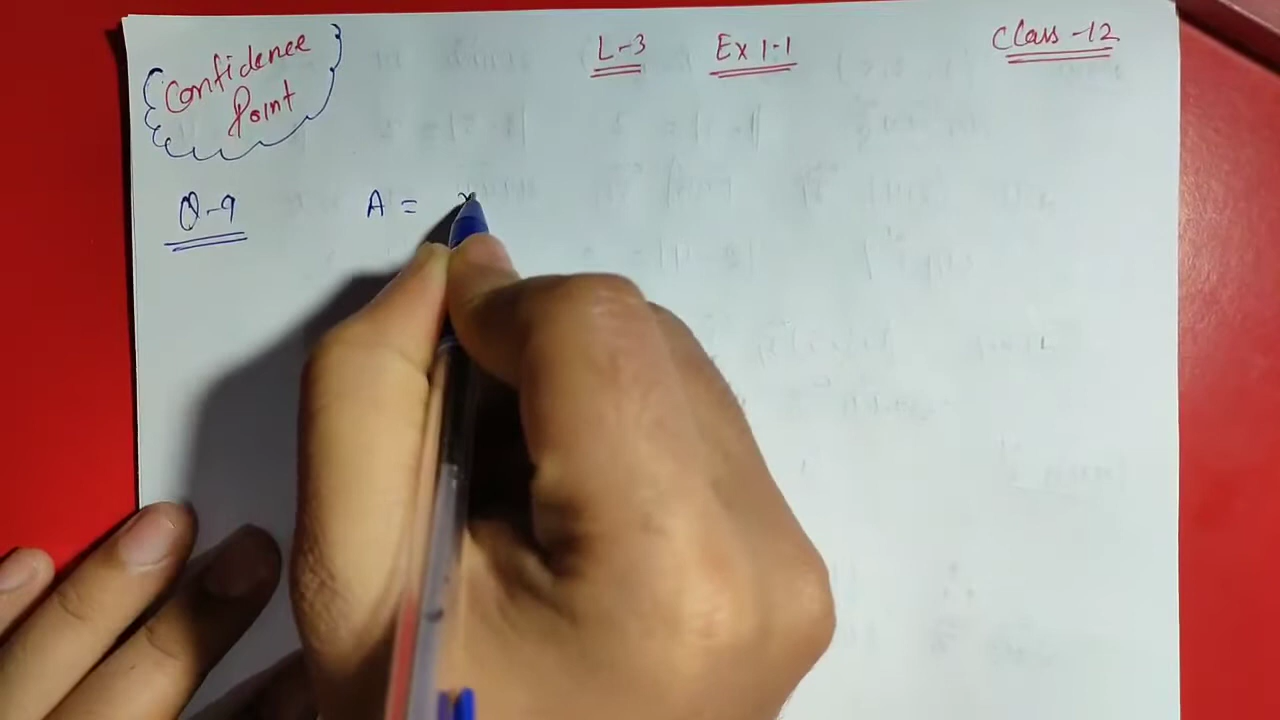 Confidence Point
L-3 Ex 1.1 Class-12
Q-9 A = x